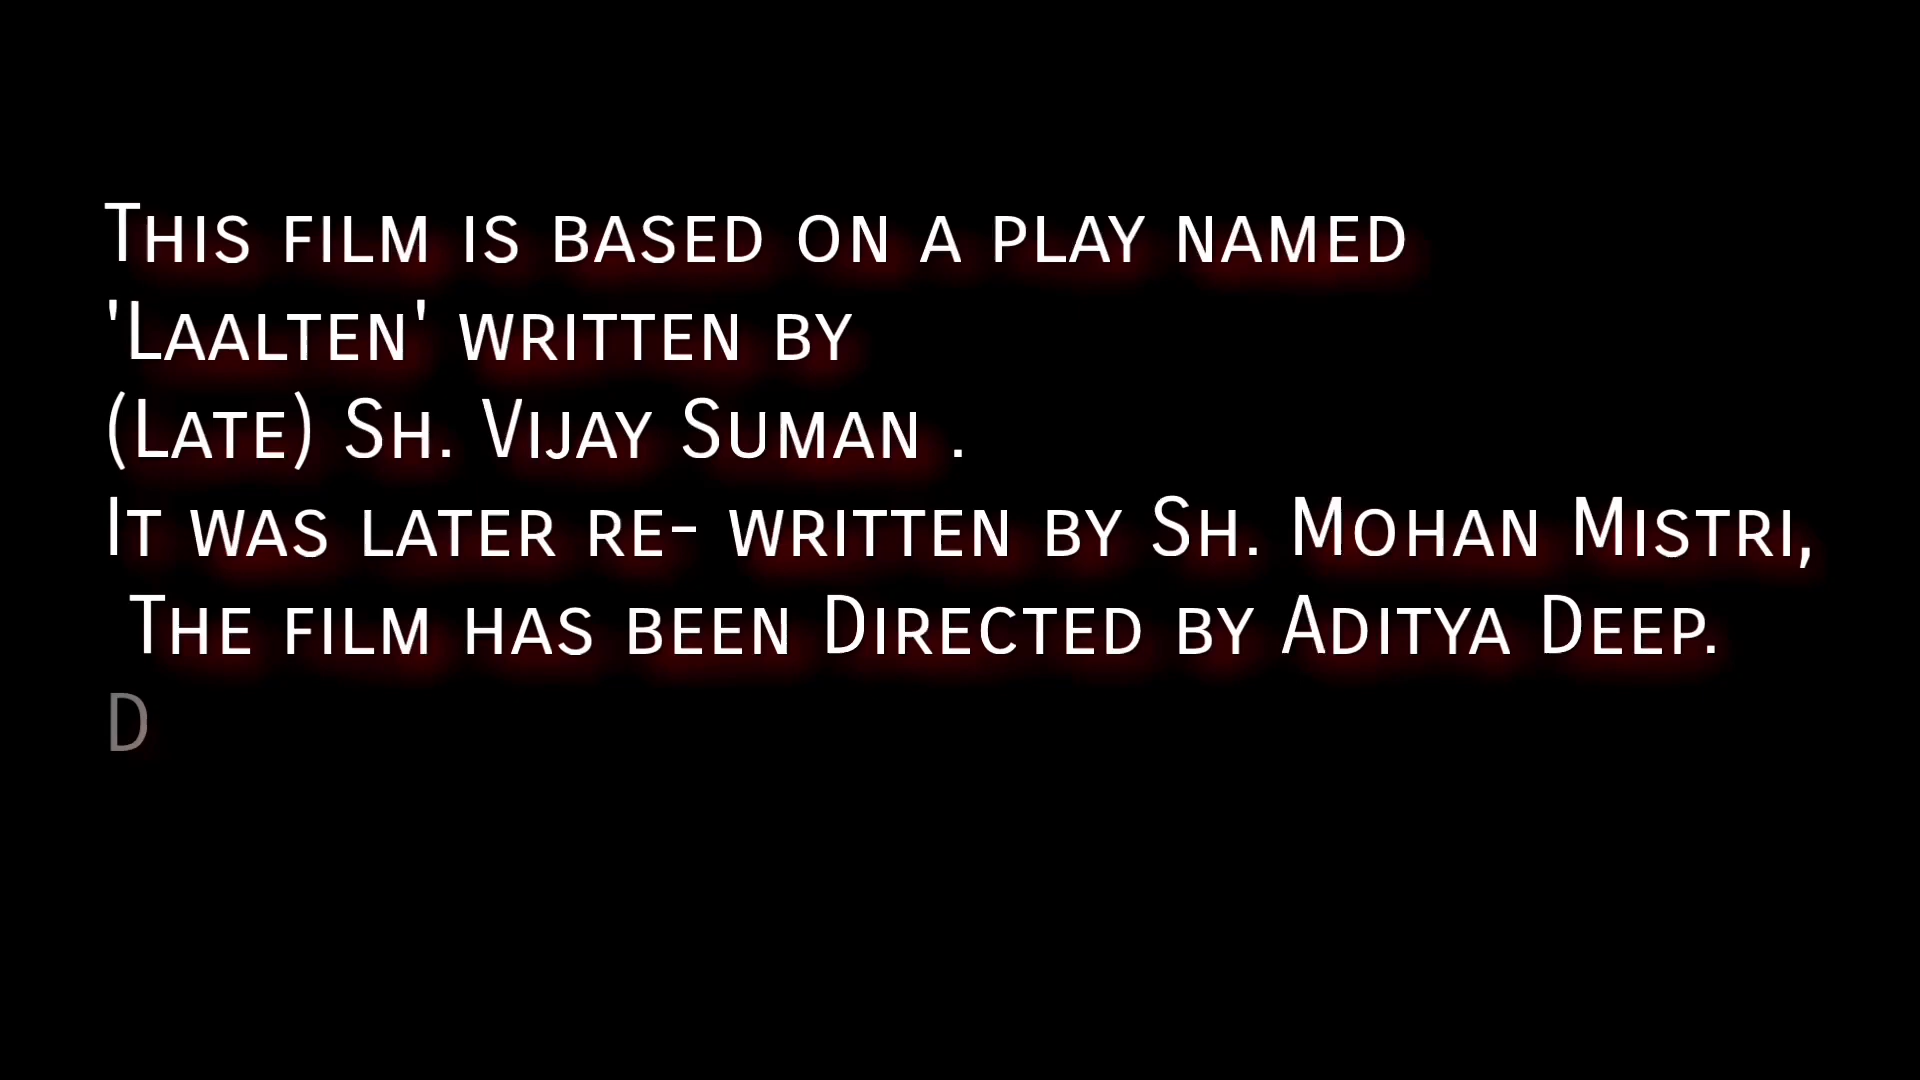 This film is based on a play named
'Laalten' written by
(Late) Sh. Vijay Suman .
It was later re- written by Sh. Mohan Mistri,
The film has been Directed by Aditya Deep.
D